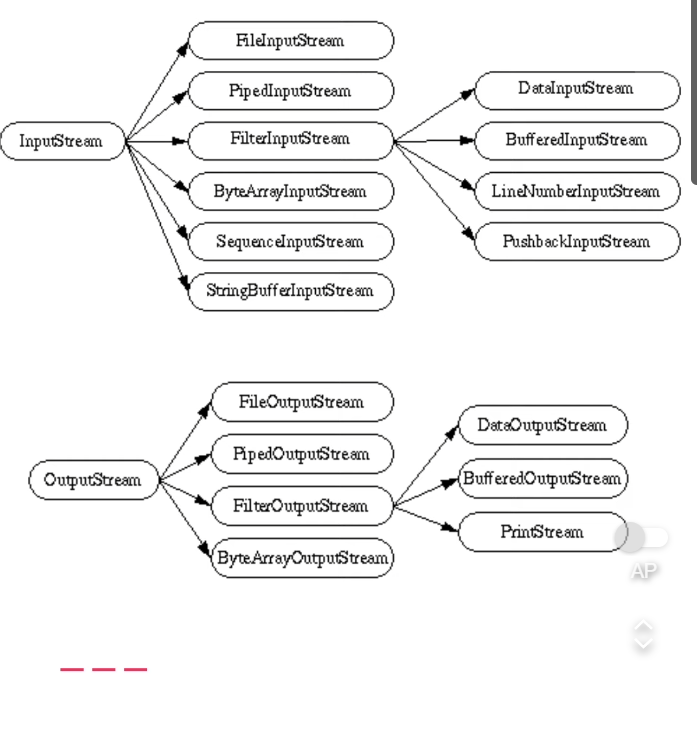 FileInputStream
PipedInputStream
DataInputStream
InputStream
FilterInputStream
BufferedInputStream
ByteArrayInputStream
LineNumberInputStream
SequenceInputStream
PushbackInputStream
StringBufferInputStream
FileOutputStream
DataOutputStream
PipedOutputStream
OutputStream
BufferedOutputStream
FilterOutputStream
PrintStream
ByteArrayOutputStream
AP